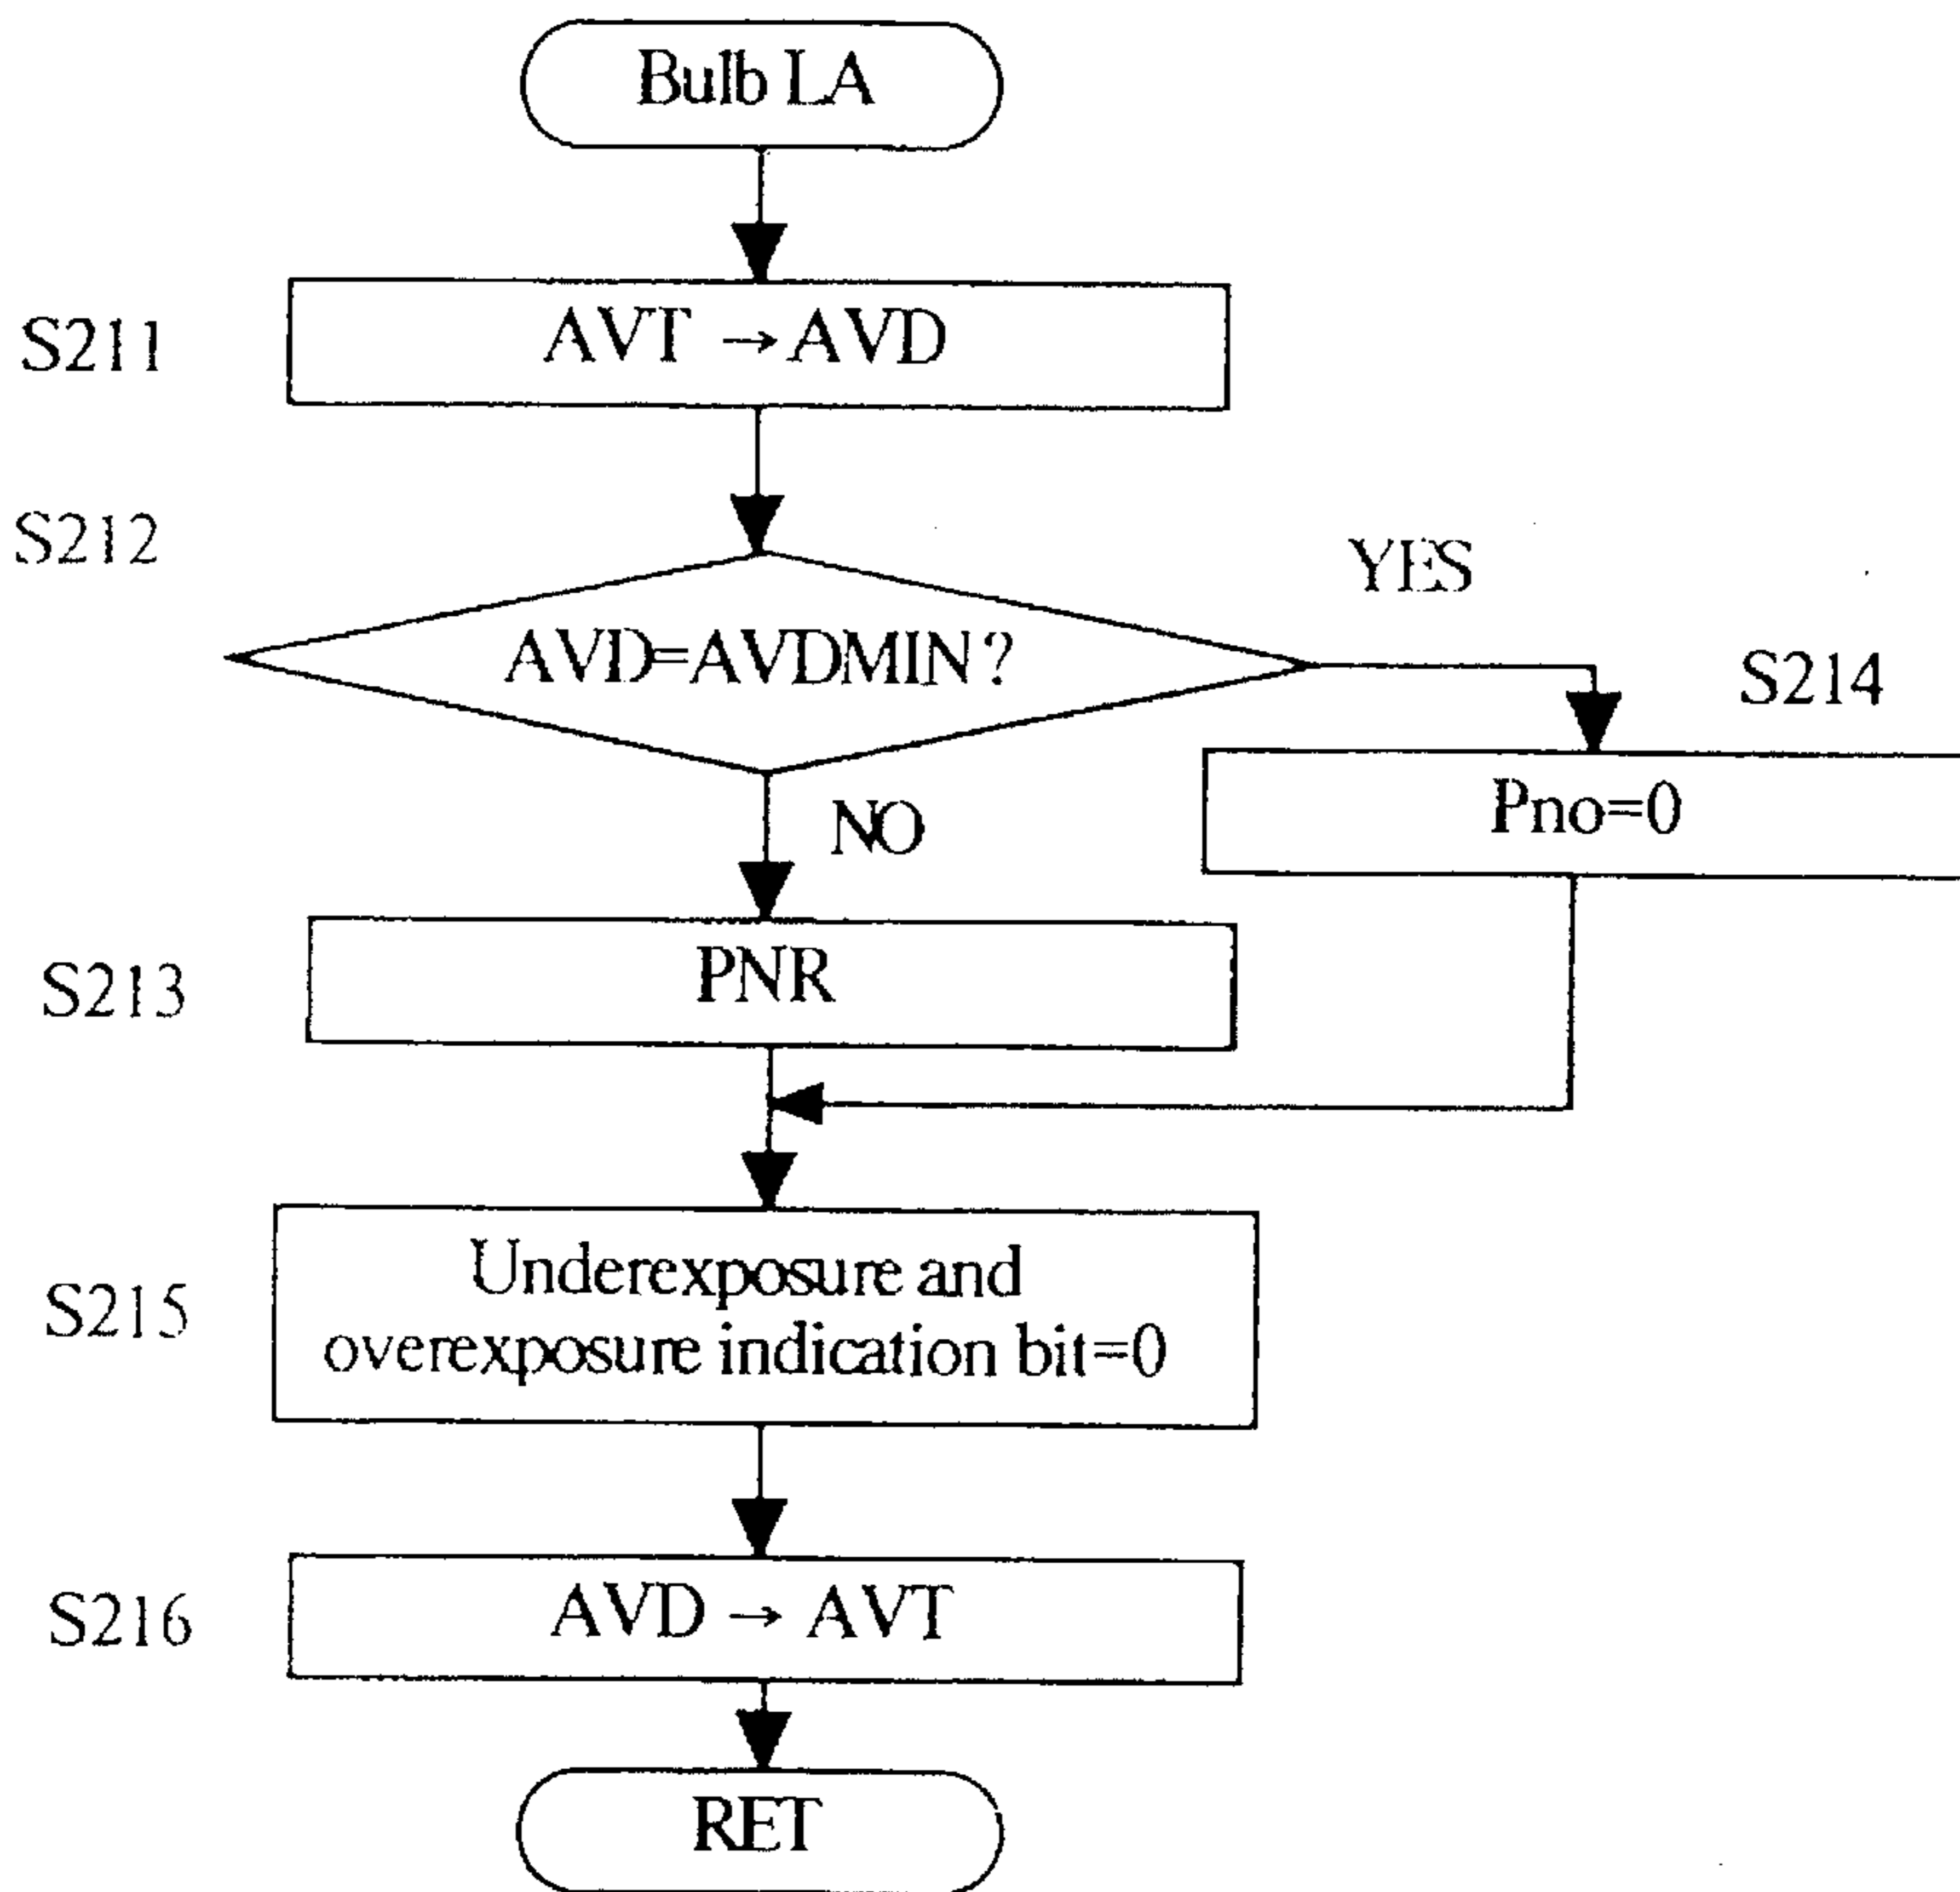 Bulb LA
S211
AVT → AVD
S212
AVD=AVDMIN?
YES
S214
Pno=0
NO
S213
PNR
S215
Underexposure and
overexposure indication bit=0
S216
AVD → AVT
RET